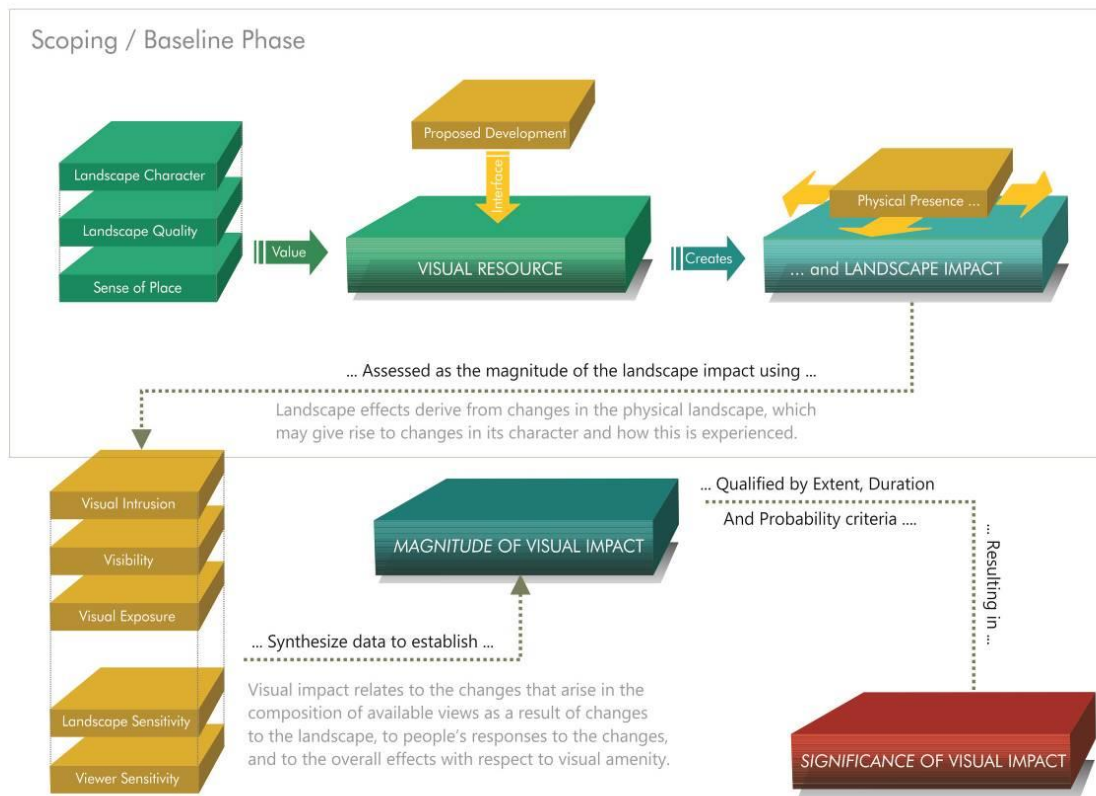 Scoping / Baseline Phase
Proposed Development
Interface
Landscape Character
Landscape Quality
Sense of Place
Value
VISUAL RESOURCE
Creates
Physical Presence ...
... and LANDSCAPE IMPACT
... Assessed as the magnitude of the landscape impact using ...
Landscape effects derive from changes in the physical landscape, which
may give rise to changes in its character and how this is experienced.
Visual Intrusion
Visibility
Visual Exposure
Landscape Sensitivity
Viewer Sensitivity
... Synthesize data to establish ...
Visual impact relates to the changes that arise in the
composition of available views as a result of changes
to the landscape, to people's responses to the changes,
and to the overall effects with respect to visual amenity.
MAGNITUDE OF VISUAL IMPACT
... Qualified by Extent, Duration
And Probability criteria ....
... Resulting in ...
SIGNIFICANCE OF VISUAL IMPACT